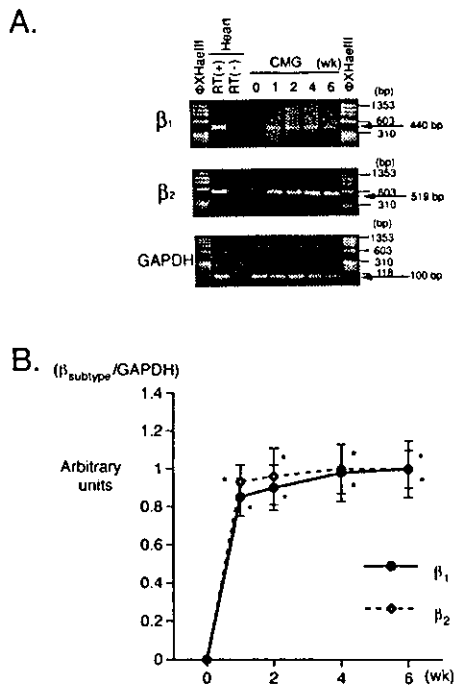 A.
ΦXHaeIII
RT(+)
RT(-)
Heart
CMG (wk)
0 1 2 4 6
ΦXHaeIII
(bp)
β1
1353
603
310
440 bp
(bp)
β2
1353
603
310
519 bp
(bp)
GAPDH
1353
603
310
118
100 bp
B.
(βsubtype/GAPDH)
Arbitrary
units
1.4
1.2
1
0.8
0.6
0.4
0.2
0
* * * * * * * *
β1
β2
0 2 4 6 (wk)